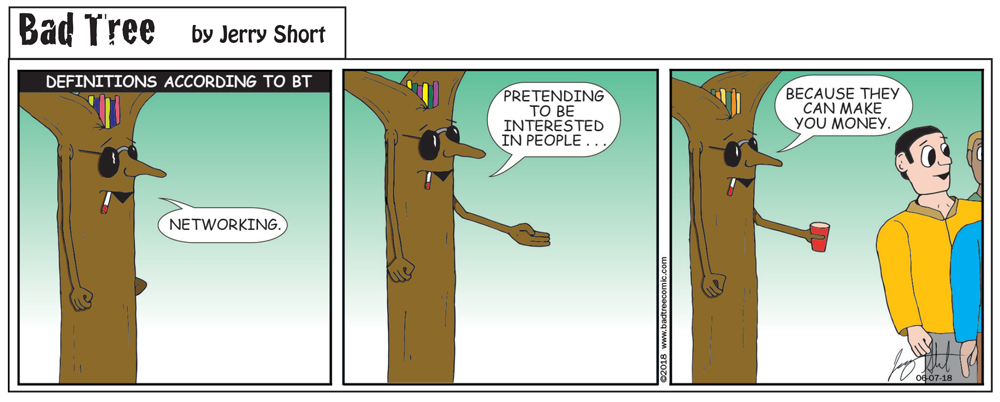 Bad Tree
by Jerry Short
DEFINITIONS ACCORDING TO BT
NETWORKING.
PRETENDING
TO BE
INTERESTED
IN PEOPLE . . .
©2018 www.badtreecomic.com
BECAUSE THEY
CAN MAKE
YOU MONEY.
06-07-18